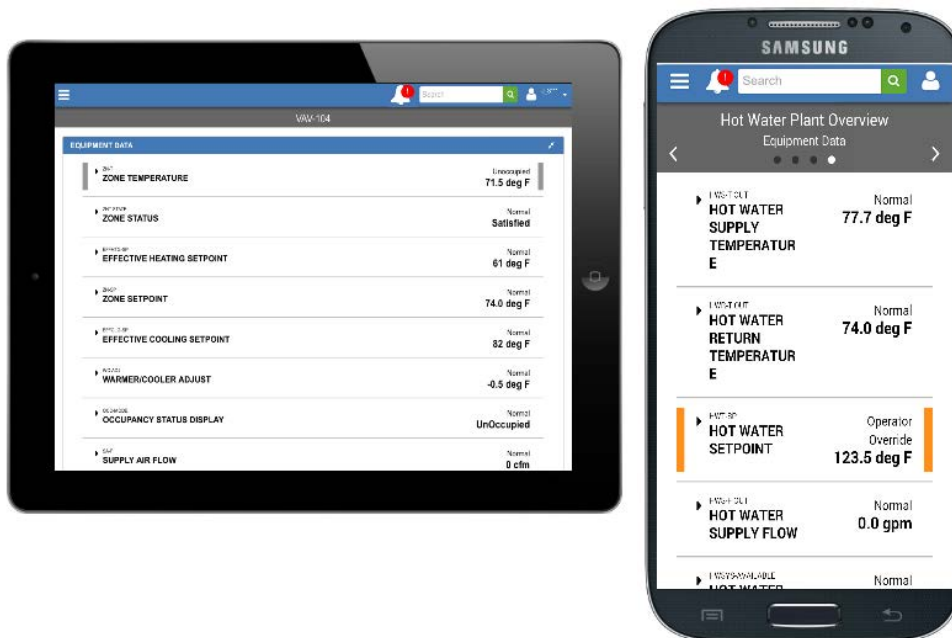 !
Search
VAV-104
EQUIPMENT DATA
ZONE TEMPERATURE
Unoccupied
71.5 deg F
ZONE STATUS
Normal
Satisfied
EFFECTIVE HEATING SETPOINT
Normal
61 deg F
ZONE SETPOINT
Normal
74.0 deg F
EFFECTIVE COOLING SETPOINT
Normal
82 deg F
WARMER/COOLER ADJUST
Normal
-0.5 deg F
OCCUPANCY STATUS DISPLAY
Normal
UnOccupied
SUPPLY AIR FLOW
Normal
0 cfm
SAMSUNG
!
Search
Hot Water Plant Overview
Equipment Data
HOT WATER
SUPPLY
TEMPERATUR
E
Normal
77.7 deg F
HOT WATER
RETURN
TEMPERATUR
E
Normal
74.0 deg F
HOT WATER
SETPOINT
Operator
Override
123.5 deg F
HOT WATER
SUPPLY FLOW
Normal
0.0 gpm
HOT WATER
Normal